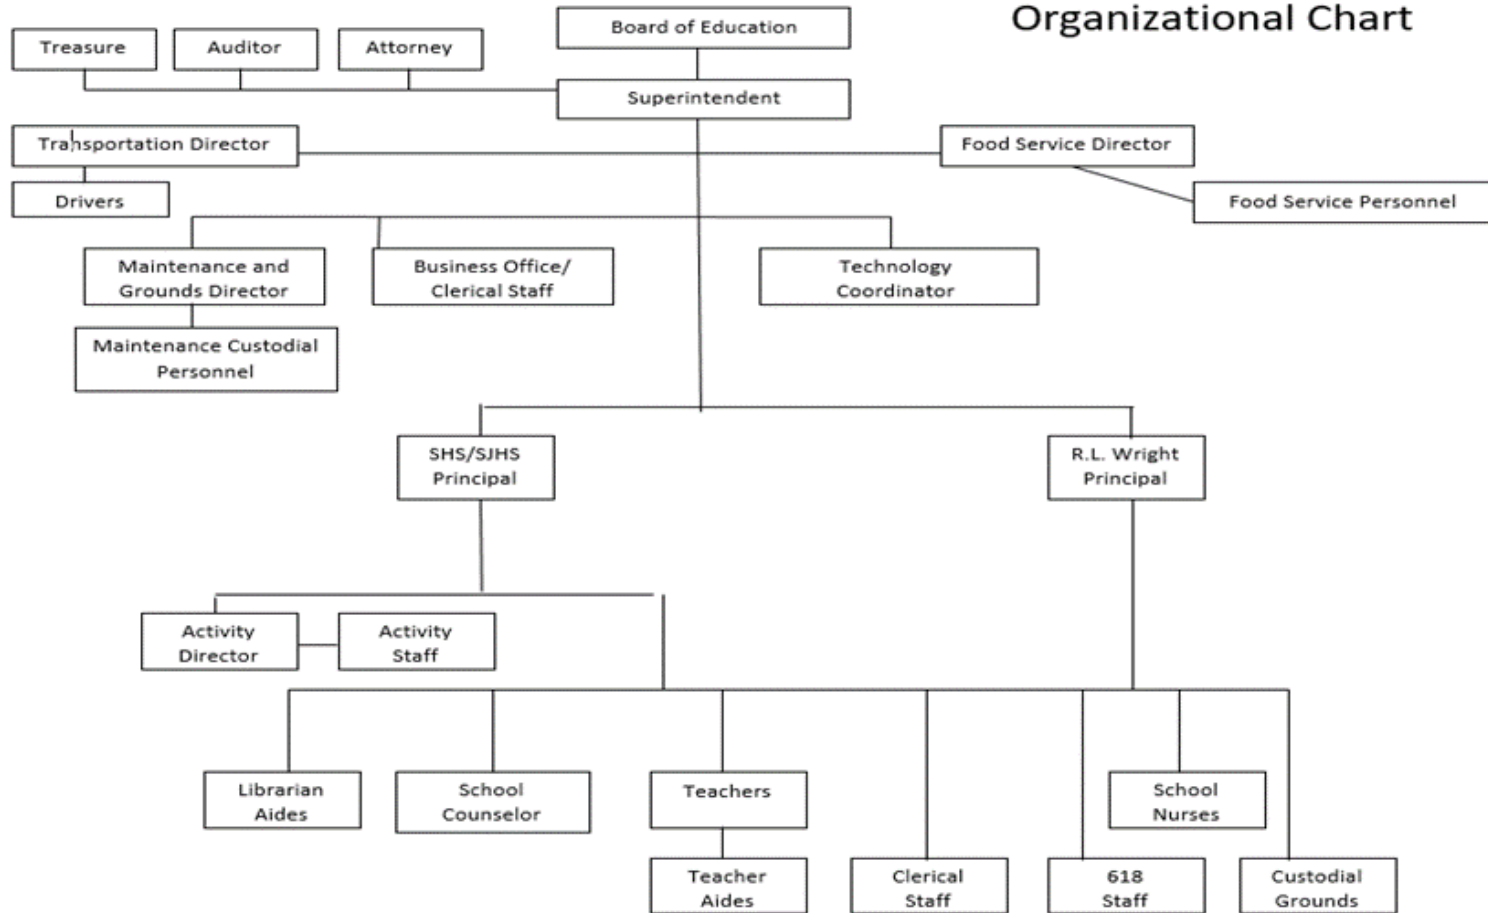 Organizational Chart
Board of Education
Treasure
Auditor
Attorney
Superintendent
Transportation Director
Food Service Director
Drivers
Food Service Personnel
Maintenance and
Grounds Director
Business Office/
Clerical Staff
Technology
Coordinator
Maintenance Custodial
Personnel
SHS/SJHS
Principal
R.L. Wright
Principal
Activity
Director
Activity
Staff
Librarian
Aides
School
Counselor
Teachers
School
Nurses
Teacher
Aides
Clerical
Staff
618
Staff
Custodial
Grounds